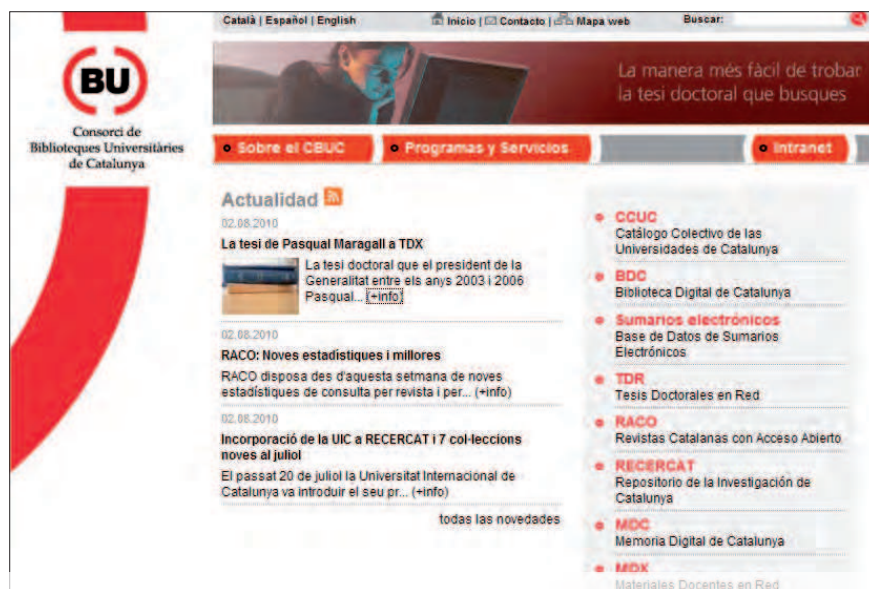 Català | Español | English
Inicio | Contacto | Mapa web
Buscar:
BU
Consorci de
Biblioteques Universitàries
de Catalunya
La manera més fàcil de trobar
la tesi doctoral que busques
Sobre el CBUC
Programas y Servicios
Intranet
Actualidad
02.08.2010
La tesi de Pasqual Maragall a TDX
La tesi doctoral que el president de la
Generalitat entre els anys 2003 i 2006
Pasqual... (+info)
02.08.2010
RACO: Noves estadístiques i millores
RACO disposa des d'aquesta setmana de noves
estadístiques de consulta per revista i per... (+info)
02.08.2010
Incorporació de la UIC a RECERCAT i 7 col·leccions
noves al juliol
El passat 20 de juliol la Universitat Internacional de
Catalunya va introduir el seu pr... (+info)
todas las novedades
CCUC
Catálogo Colectivo de las
Universidades de Catalunya
BDC
Biblioteca Digital de Catalunya
Sumarios electrónicos
Base de Datos de Sumarios
Electrónicos
TDR
Tesis Doctorales en Red
RACO
Revistas Catalanas con Acceso Abierto
RECERCAT
Repositorio de la Investigación de
Catalunya
MDC
Memoria Digital de Catalunya
MDX
Materiales Docentes en Red